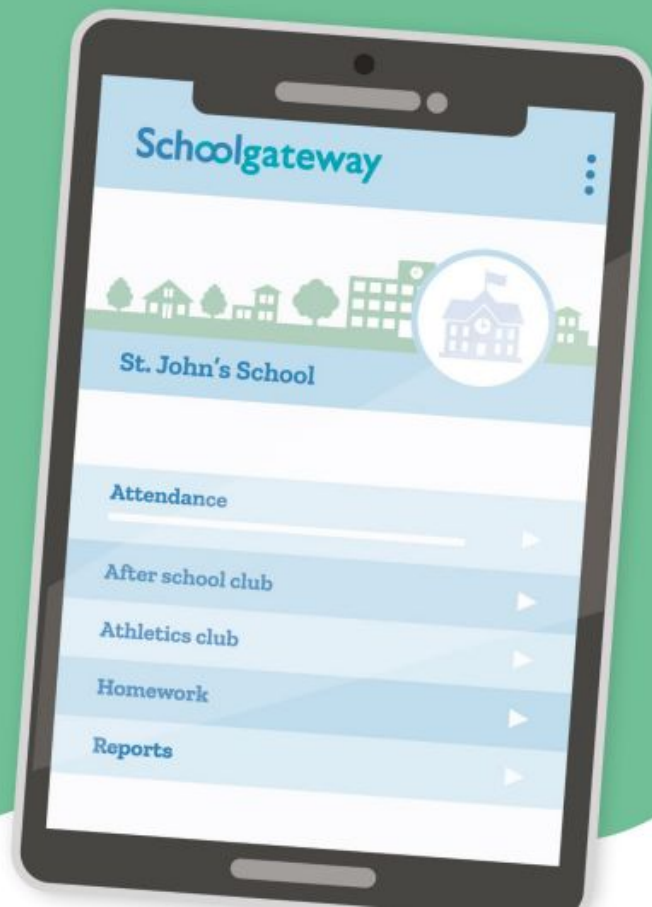 Schoolgateway
St. John's School
Attendance
After school club
Athletics club
Homework
Reports